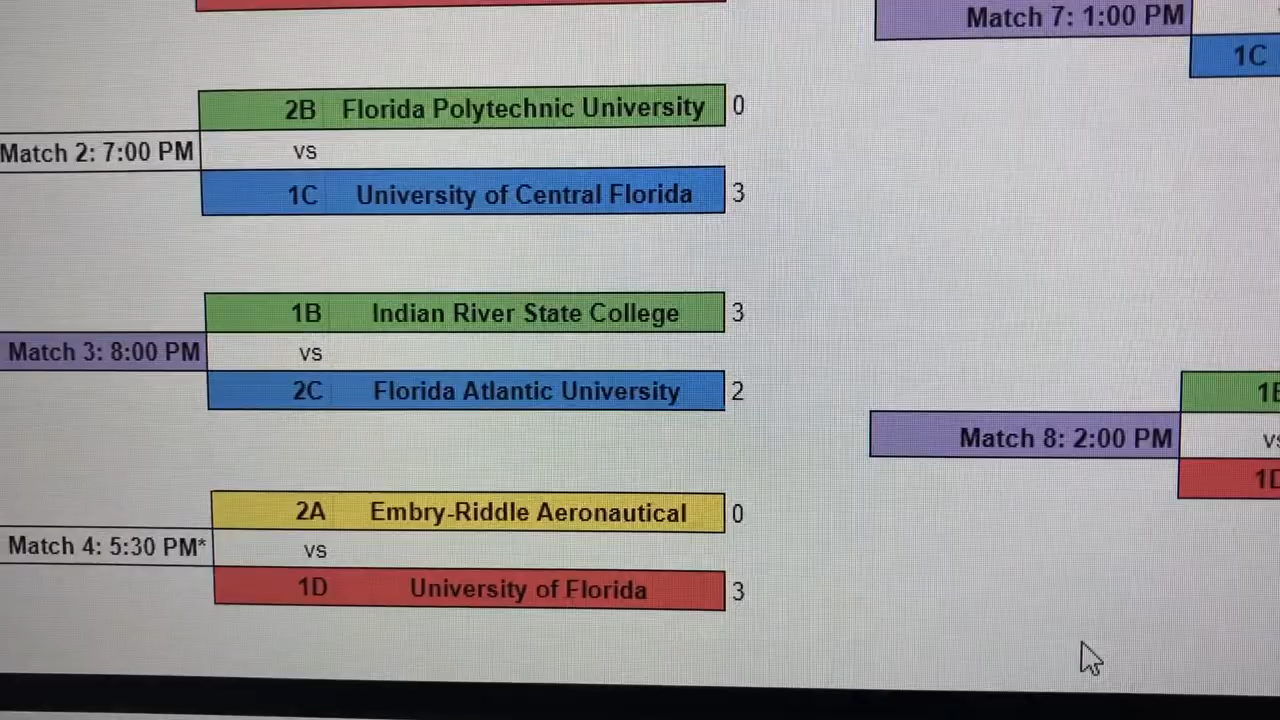 Match 7: 1:00 PM
1C
2B Florida Polytechnic University 0
Match 2: 7:00 PM vs
1C University of Central Florida 3
1B Indian River State College 3
Match 3: 8:00 PM vs
2C Florida Atlantic University 2
Match 8: 2:00 PM
2A Embry-Riddle Aeronautical 0
Match 4: 5:30 PM* vs
1D University of Florida 3